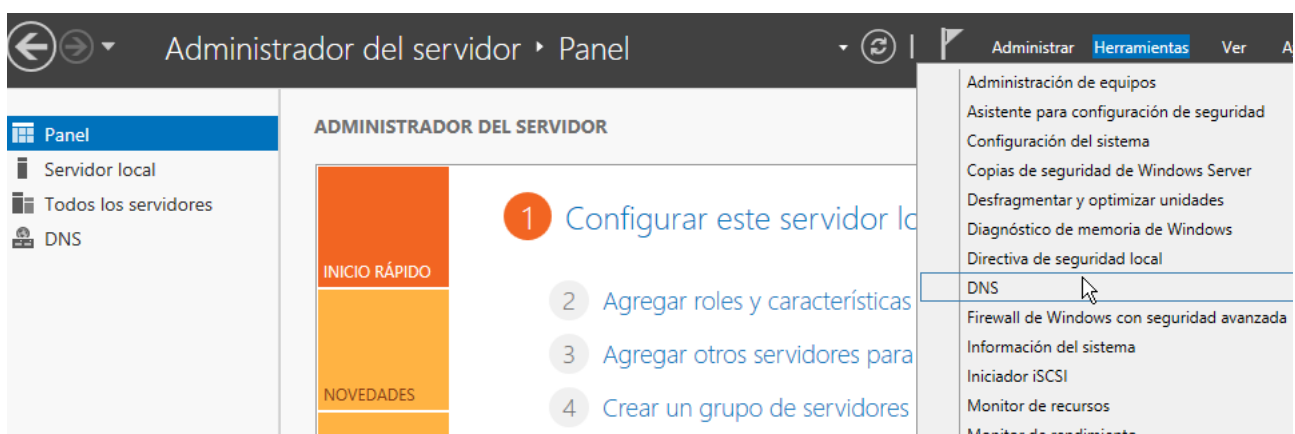 Administrador del servidor ‣ Panel
Administrar Herramientas Ver
Panel
Servidor local
Todos los servidores
DNS
ADMINISTRADOR DEL SERVIDOR
INICIO RÁPIDO
NOVEDADES
1 Configurar este servidor lo
2 Agregar roles y características
3 Agregar otros servidores para
4 Crear un grupo de servidores
Administración de equipos
Asistente para configuración de seguridad
Configuración del sistema
Copias de seguridad de Windows Server
Desfragmentar y optimizar unidades
Diagnóstico de memoria de Windows
Directiva de seguridad local
DNS
Firewall de Windows con seguridad avanzada
Información del sistema
Iniciador iSCSI
Monitor de recursos
Monitor de rendimiento